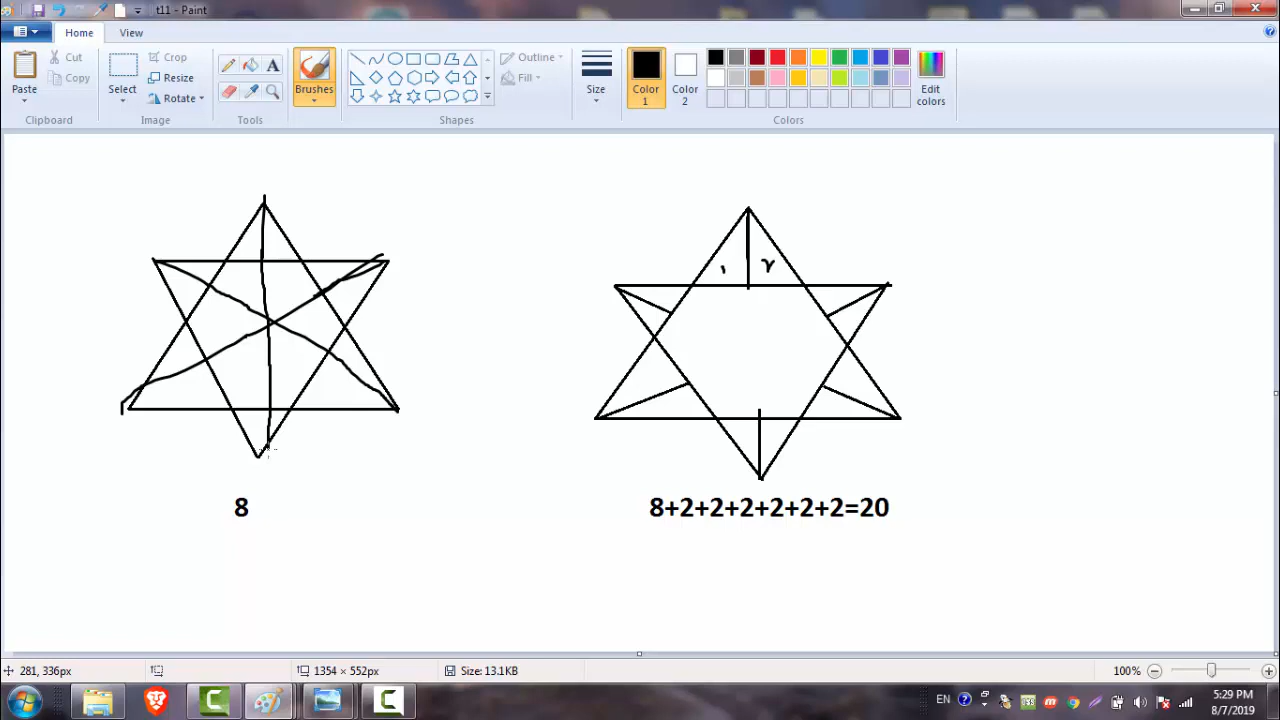 t11 - Paint
Home View
Paste
Cut
Copy
Clipboard
Select
Crop
Resize
Rotate
Image
Tools
Brushes
Outline
Fill
Shapes
Size
Color 1
Color 2
Edit colors
Colors
8
8+2+2+2+2+2+2=20
281, 336px
1354 × 552px
Size: 13.1KB
100%
EN
5:29 PM
8/7/2019